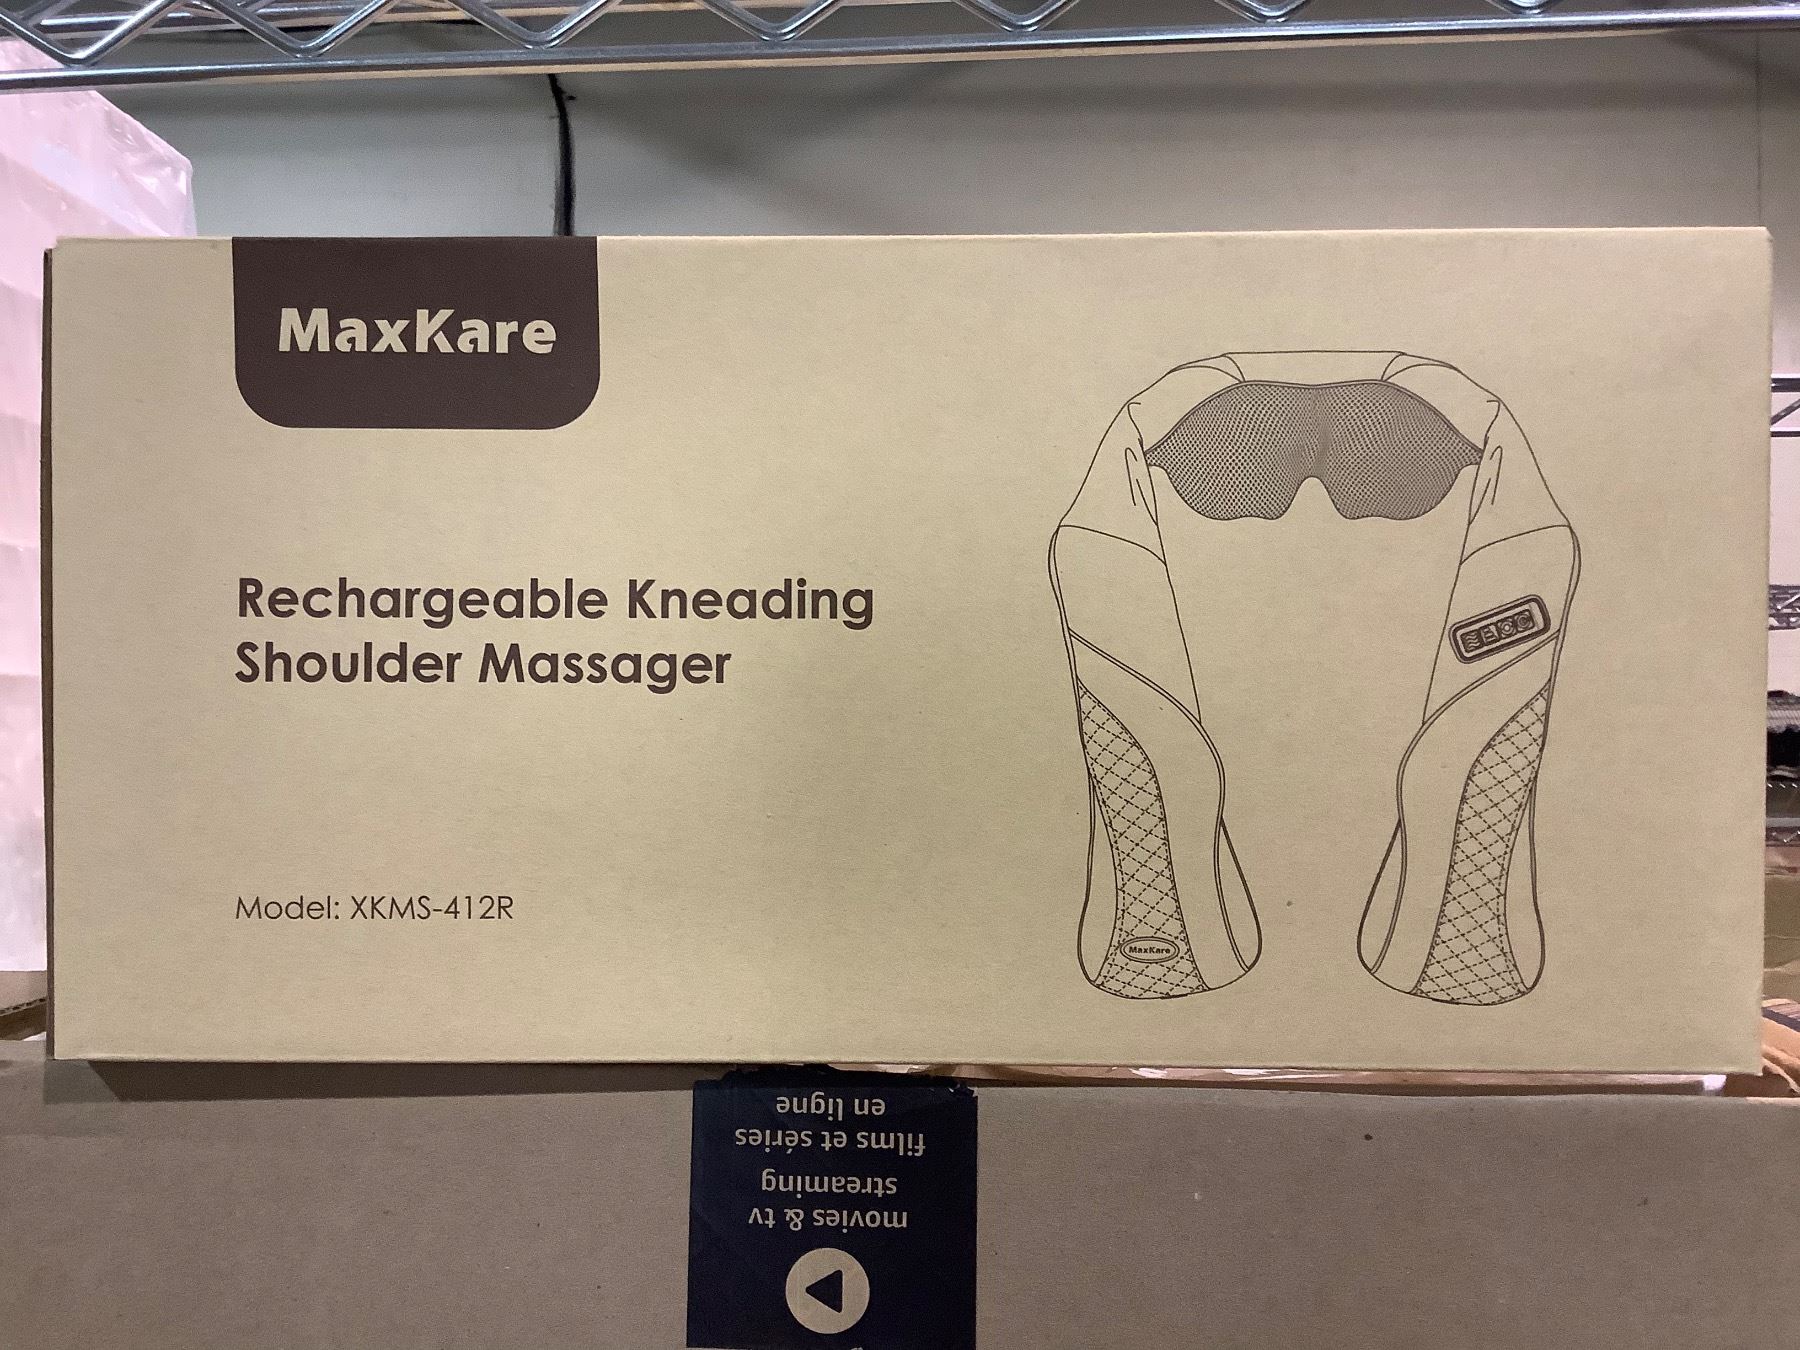 MaxKare
Rechargeable Kneading
Shoulder Massager
Model: XKMS-412R
MaxKare
movies & tv
streaming
films et séries
en ligne